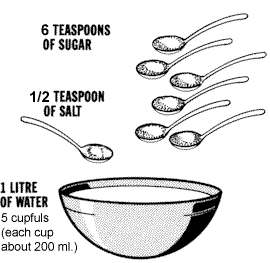 6 TEASPOONS
OF SUGAR
1/2 TEASPOON
OF SALT
1 LITRE
OF WATER
5 cupfuls
(each cup
about 200 ml.)